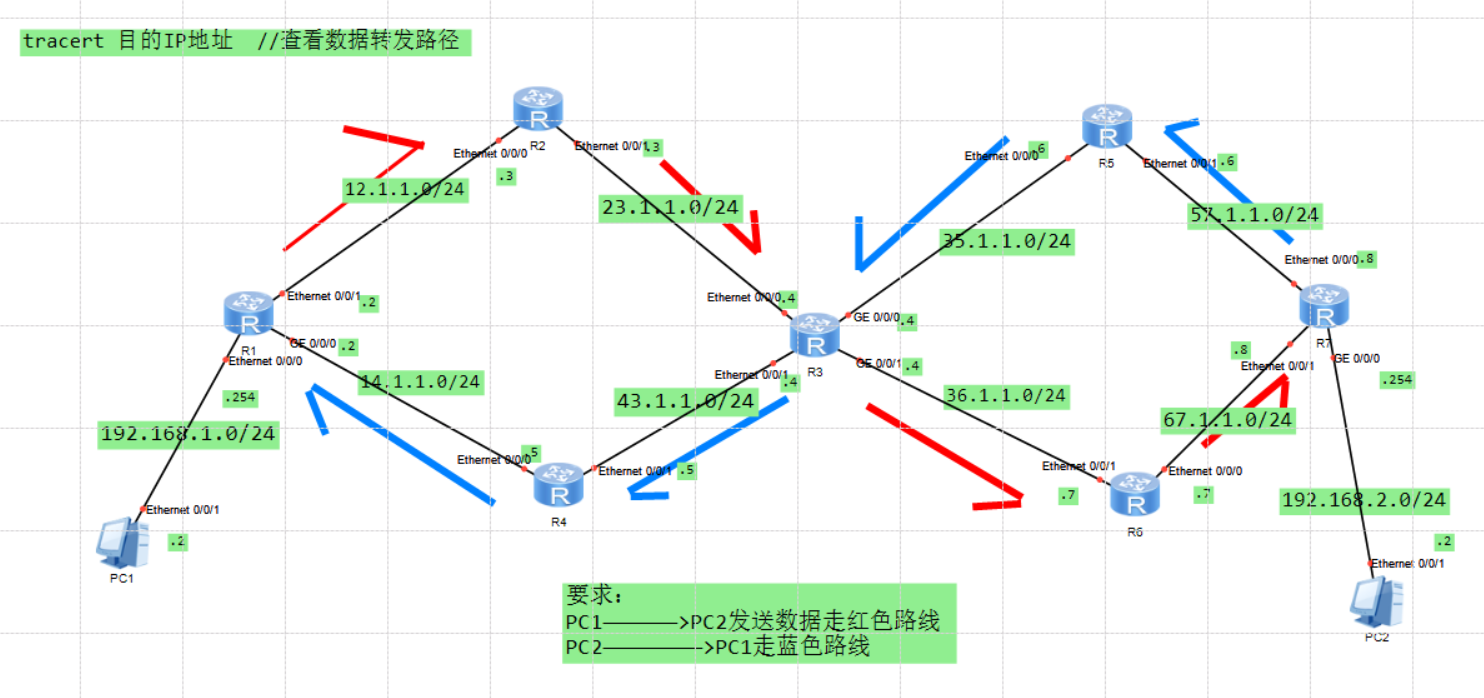 tracert 目的IP地址  //查看数据转发路径
R
R2
Ethernet 0/0/0
.3
Ethernet 0/0/1
.3
12.1.1.0/24
23.1.1.0/24
R
R5
Ethernet 0/0/0
.6
Ethernet 0/0/1
.6
35.1.1.0/24
57.1.1.0/24
Ethernet 0/0/0
.8
R
R1
Ethernet 0/0/1
.2
GE 0/0/0
.2
Ethernet 0/0/0
.254
14.1.1.0/24
192.168.1.0/24
Ethernet 0/0/0
.4
R
R3
GE 0/0/0
.4
GE 0/0/1
.4
Ethernet 0/0/1
.4
43.1.1.0/24
36.1.1.0/24
R
R7
.8
Ethernet 0/0/1
GE 0/0/0
.254
67.1.1.0/24
Ethernet 0/0/0
.5
R
R4
Ethernet 0/0/1
.5
Ethernet 0/0/1
.7
R
R6
Ethernet 0/0/0
.7
192.168.2.0/24
Ethernet 0/0/1
.2
PC1
.2
Ethernet 0/0/1
PC2
要求：
PC1——————>PC2发送数据走红色路线
PC2————————>PC1走蓝色路线